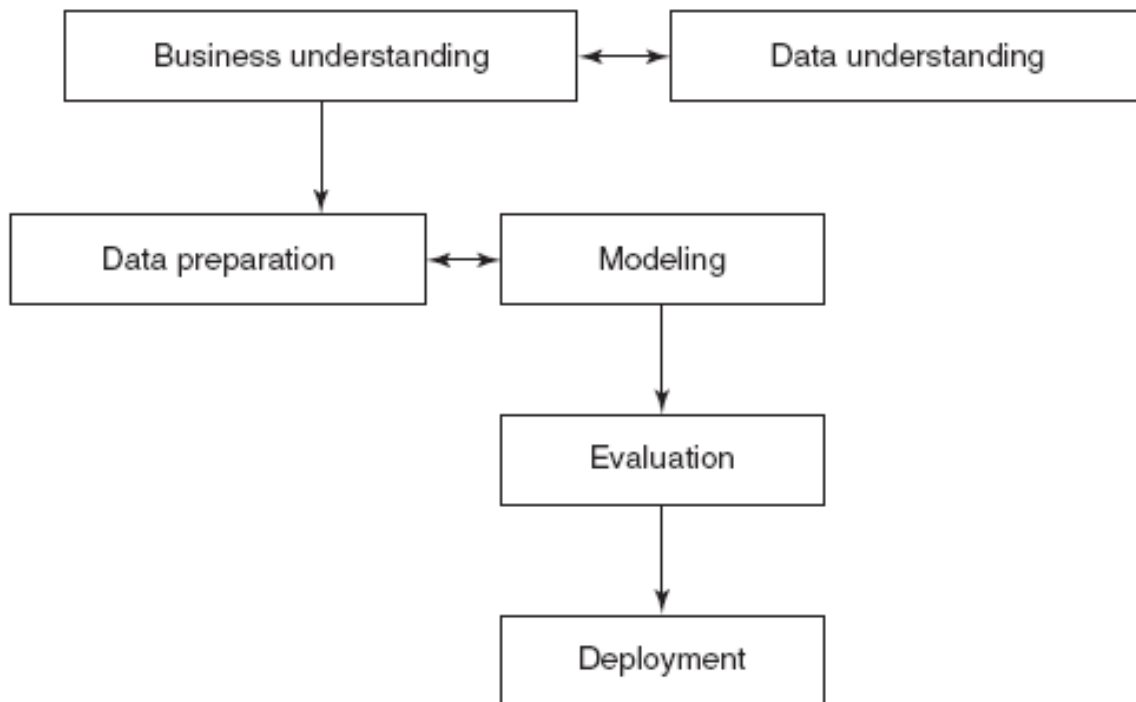 Business understanding
Data understanding
Data preparation
Modeling
Evaluation
Deployment